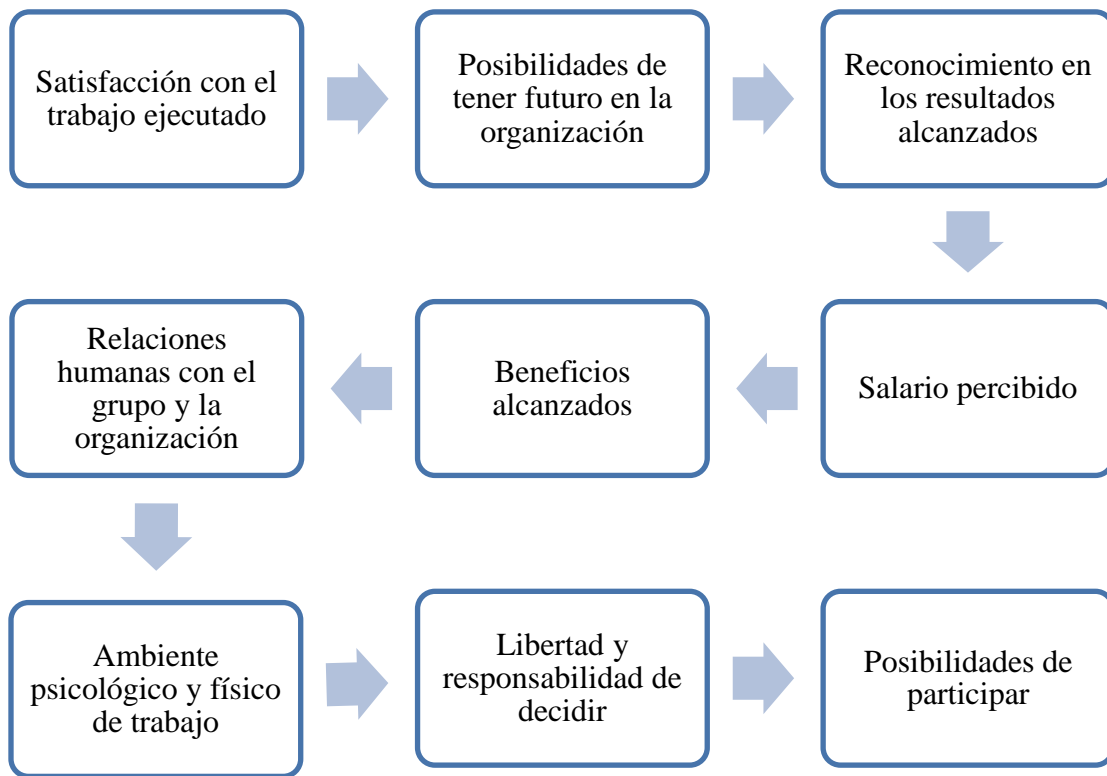 Satisfacción con el
trabajo ejecutado
Posibilidades de
tener futuro en la
organización
Reconocimiento en
los resultados
alcanzados
Salario percibido
Beneficios
alcanzados
Relaciones
humanas con el
grupo y la
organización
Ambiente
psicológico y físico
de trabajo
Libertad y
responsabilidad de
decidir
Posibilidades de
participar